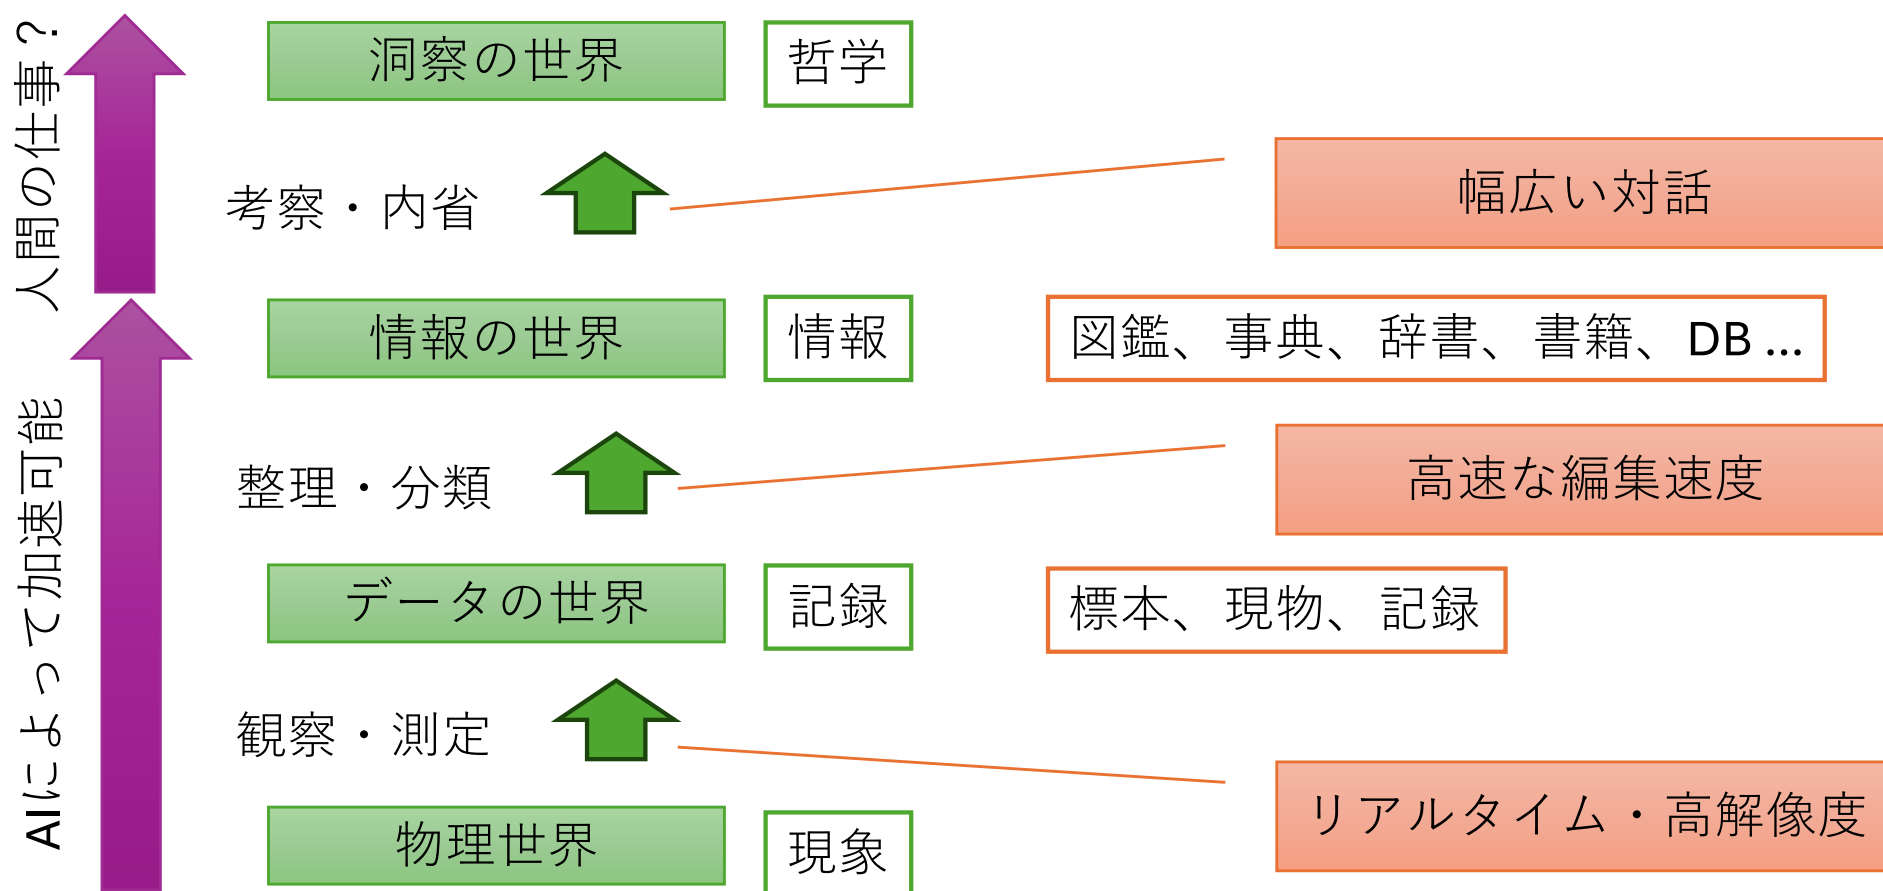 人間の仕事？
洞察の世界
哲学
考察・内省
幅広い対話
情報の世界
情報
図鑑、事典、辞書、書籍、DB …
AIによって加速可能
整理・分類
高速な編集速度
データの世界
記録
標本、現物、記録
観察・測定
リアルタイム・高解像度
物理世界
現象